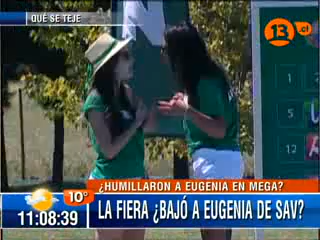 QUÉ SE TEJE
13.cl
1
5
12
U
A
¿HUMILLARON A EUGENIA EN MEGA?
10°
11:08:39
LA FIERA ¿BAJÓ A EUGENIA DE SAV?